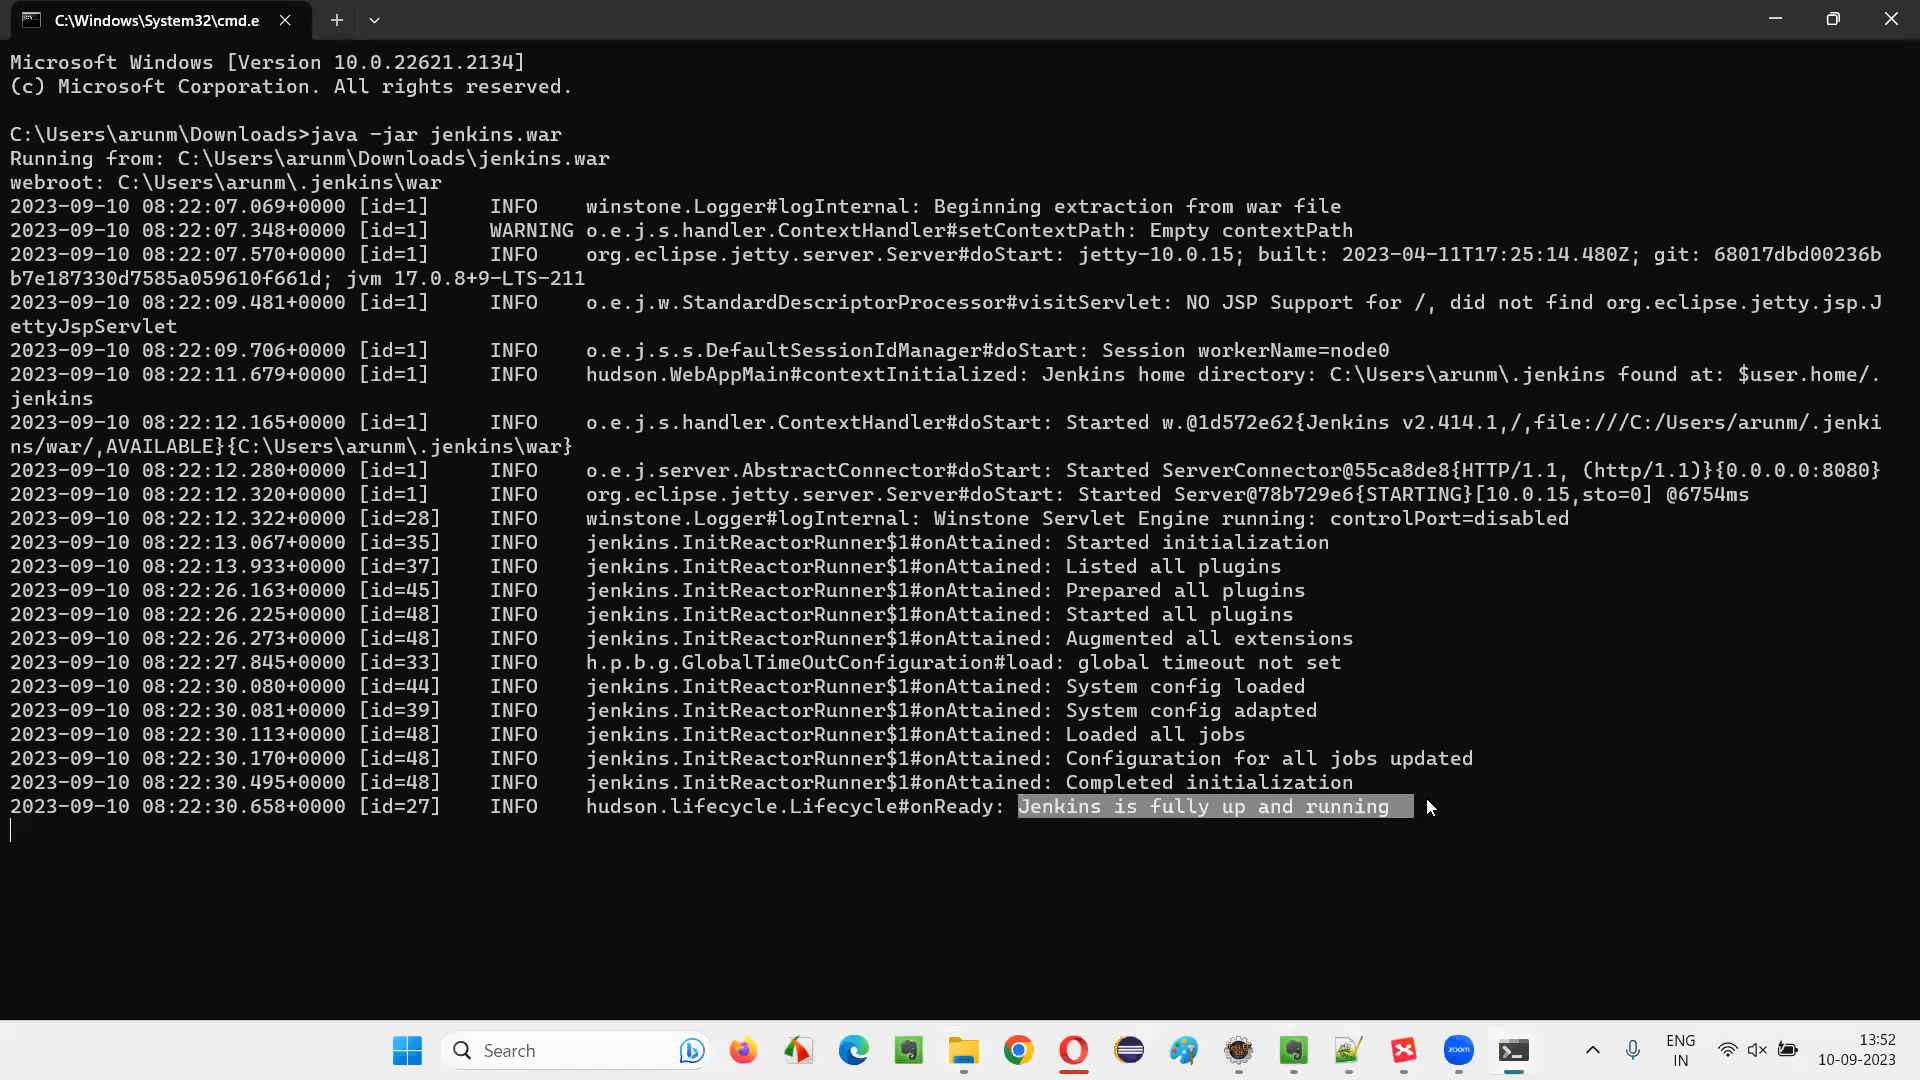 C:\Windows\System32\cmd.e
Microsoft Windows [Version 10.0.22621.2134]
(c) Microsoft Corporation. All rights reserved.
C:\Users\arunm\Downloads>java -jar jenkins.war
Running from: C:\Users\arunm\Downloads\jenkins.war
webroot: C:\Users\arunm\.jenkins\war
2023-09-10 08:22:07.069+0000 [id=1]     INFO    winstone.Logger#logInternal: Beginning extraction from war file
2023-09-10 08:22:07.348+0000 [id=1]     WARNING o.e.j.s.handler.ContextHandler#setContextPath: Empty contextPath
2023-09-10 08:22:07.570+0000 [id=1]     INFO    org.eclipse.jetty.server.Server#doStart: jetty-10.0.15; built: 2023-04-11T17:25:14.480Z; git: 68017dbd00236b
b7e187330d7585a059610f661d; jvm 17.0.8+9-LTS-211
2023-09-10 08:22:09.481+0000 [id=1]     INFO    o.e.j.w.StandardDescriptorProcessor#visitServlet: NO JSP Support for /, did not find org.eclipse.jetty.jsp.J
ettyJspServlet
2023-09-10 08:22:09.706+0000 [id=1]     INFO    o.e.j.s.s.DefaultSessionIdManager#doStart: Session workerName=node0
2023-09-10 08:22:11.679+0000 [id=1]     INFO    hudson.WebAppMain#contextInitialized: Jenkins home directory: C:\Users\arunm\.jenkins found at: $user.home/.
jenkins
2023-09-10 08:22:12.165+0000 [id=1]     INFO    o.e.j.s.handler.ContextHandler#doStart: Started w.@1d572e62{Jenkins v2.414.1,/,file:///C:/Users/arunm/.jenki
ns/war/,AVAILABLE}{C:\Users\arunm\.jenkins\war}
2023-09-10 08:22:12.280+0000 [id=1]     INFO    o.e.j.server.AbstractConnector#doStart: Started ServerConnector@55ca8de8{HTTP/1.1, (http/1.1)}{0.0.0.0:8080}
2023-09-10 08:22:12.320+0000 [id=1]     INFO    org.eclipse.jetty.server.Server#doStart: Started Server@78b729e6{STARTING}[10.0.15,sto=0] @6754ms
2023-09-10 08:22:12.322+0000 [id=28]    INFO    winstone.Logger#logInternal: Winstone Servlet Engine running: controlPort=disabled
2023-09-10 08:22:13.067+0000 [id=35]    INFO    jenkins.InitReactorRunner$1#onAttained: Started initialization
2023-09-10 08:22:13.933+0000 [id=37]    INFO    jenkins.InitReactorRunner$1#onAttained: Listed all plugins
2023-09-10 08:22:26.163+0000 [id=45]    INFO    jenkins.InitReactorRunner$1#onAttained: Prepared all plugins
2023-09-10 08:22:26.225+0000 [id=48]    INFO    jenkins.InitReactorRunner$1#onAttained: Started all plugins
2023-09-10 08:22:26.273+0000 [id=48]    INFO    jenkins.InitReactorRunner$1#onAttained: Augmented all extensions
2023-09-10 08:22:27.845+0000 [id=33]    INFO    h.p.b.g.GlobalTimeOutConfiguration#load: global timeout not set
2023-09-10 08:22:30.080+0000 [id=44]    INFO    jenkins.InitReactorRunner$1#onAttained: System config loaded
2023-09-10 08:22:30.081+0000 [id=39]    INFO    jenkins.InitReactorRunner$1#onAttained: System config adapted
2023-09-10 08:22:30.113+0000 [id=48]    INFO    jenkins.InitReactorRunner$1#onAttained: Loaded all jobs
2023-09-10 08:22:30.170+0000 [id=48]    INFO    jenkins.InitReactorRunner$1#onAttained: Configuration for all jobs updated
2023-09-10 08:22:30.495+0000 [id=48]    INFO    jenkins.InitReactorRunner$1#onAttained: Completed initialization
2023-09-10 08:22:30.658+0000 [id=27]    INFO    hudson.lifecycle.Lifecycle#onReady: Jenkins is fully up and running
Search
zoom
ENG
IN
13:52
10-09-2023